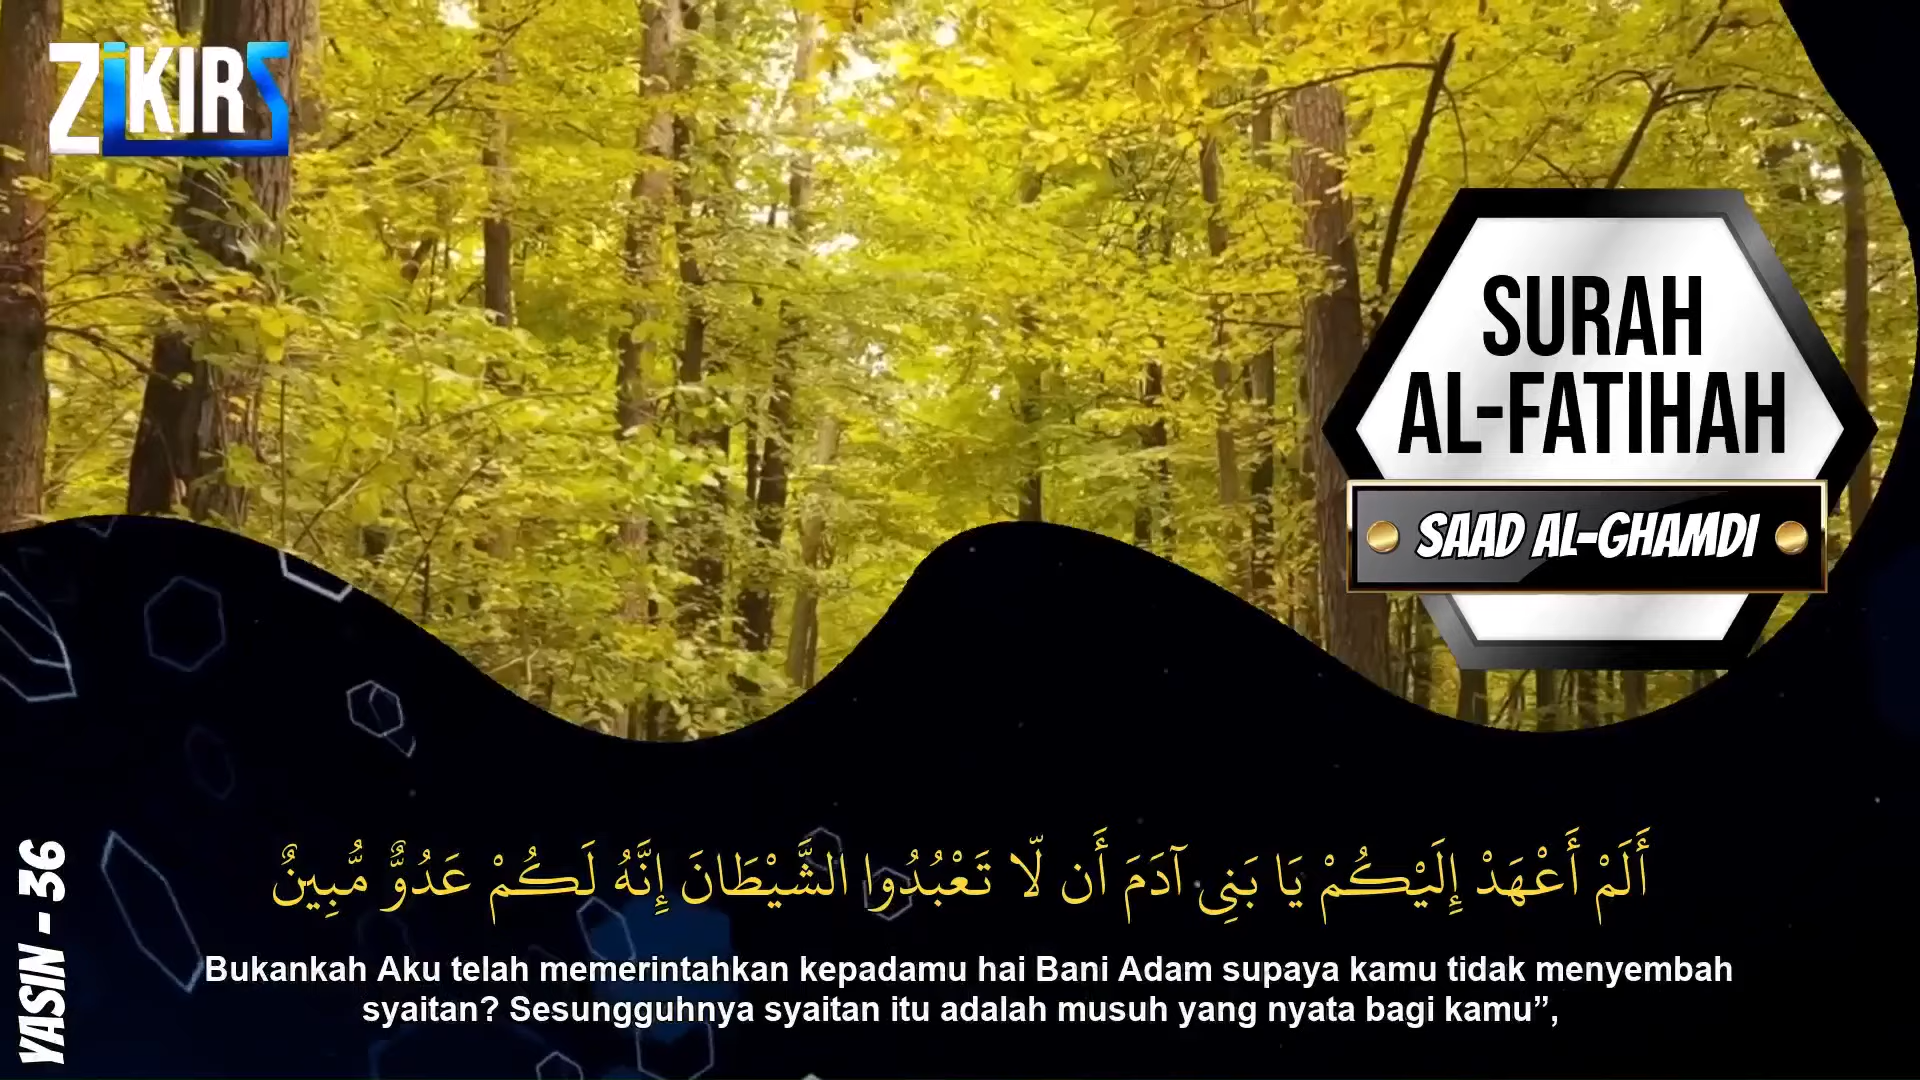 ZiKIRS
SURAH
AL-FATIHAH
SAAD AL-GHAMDI
أَلَمْ أَعْهَدْ إِلَيْكُمْ يَا بَنِي آدَمَ أَن لَّا تَعْبُدُوا الشَّيْطَانَ إِنَّهُ لَكُمْ عَدُوٌّ مُّبِينٌ
Bukankah Aku telah memerintahkan kepadamu hai Bani Adam supaya kamu tidak menyembah
syaitan? Sesungguhnya syaitan itu adalah musuh yang nyata bagi kamu”,
YASIN - 36